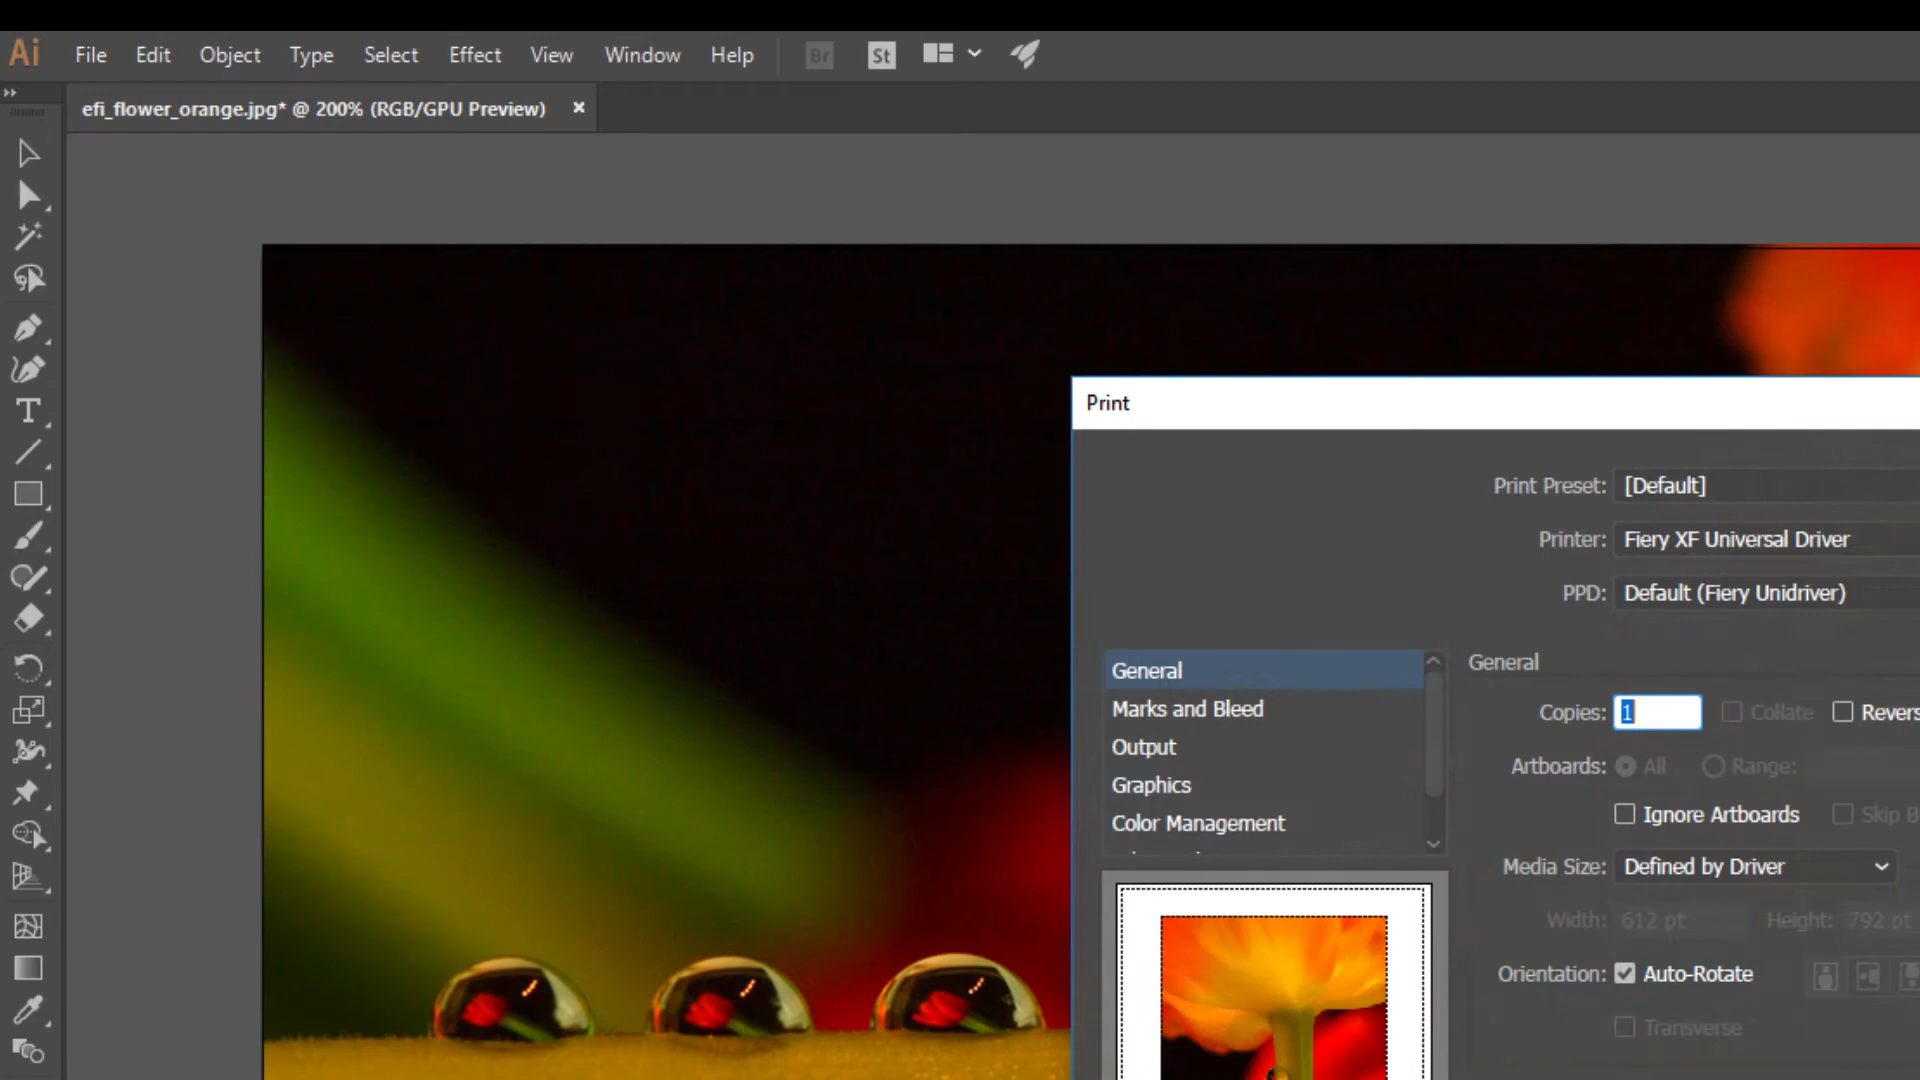 Ai File Edit Object Type Select Effect View Window Help Br St
efi_flower_orange.jpg* @ 200% (RGB/GPU Preview) ×
Print
Print Preset: [Default]
Printer: Fiery XF Universal Driver
PPD: Default (Fiery Unidriver)
General
Marks and Bleed
Output
Graphics
Color Management
General
Copies: 1 Collate Revers
Artboards: All Range:
Ignore Artboards Skip B
Media Size: Defined by Driver
Width: 612 pt Height: 792 pt
Orientation: Auto-Rotate
Transverse